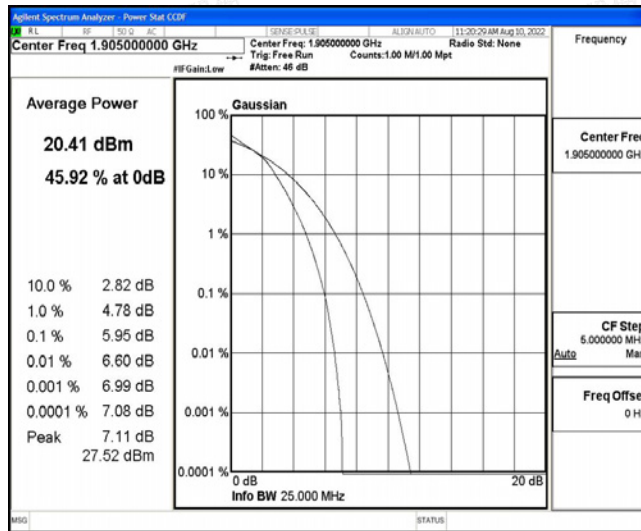 Agilent Spectrum Analyzer - Power Stat CCDF
RL RF 50 Ω AC SENSE:PULSE ALIGN AUTO 11:20:29 AM Aug 10, 2022
Center Freq 1.905000000 GHz
Center Freq: 1.905000000 GHz Radio Std: None
Trig: Free Run Counts:1.00 M/1.00 Mpt
#IFGain:Low #Atten: 46 dB
Frequency
Average Power
20.41 dBm
45.92 % at 0dB
10.0 % 2.82 dB
1.0 % 4.78 dB
0.1 % 5.95 dB
0.01 % 6.60 dB
0.001 % 6.99 dB
0.0001 % 7.08 dB
Peak 7.11 dB
27.52 dBm
Gaussian
100 %
10 %
1 %
0.1 %
0.01 %
0.001 %
0.0001 %
0 dB 20 dB
Info BW 25.000 MHz
Center Fre
1.905000000 GH
CF Ste
5.000000 MH
Auto Ma
Freq Offse
0 H
MSG STATUS